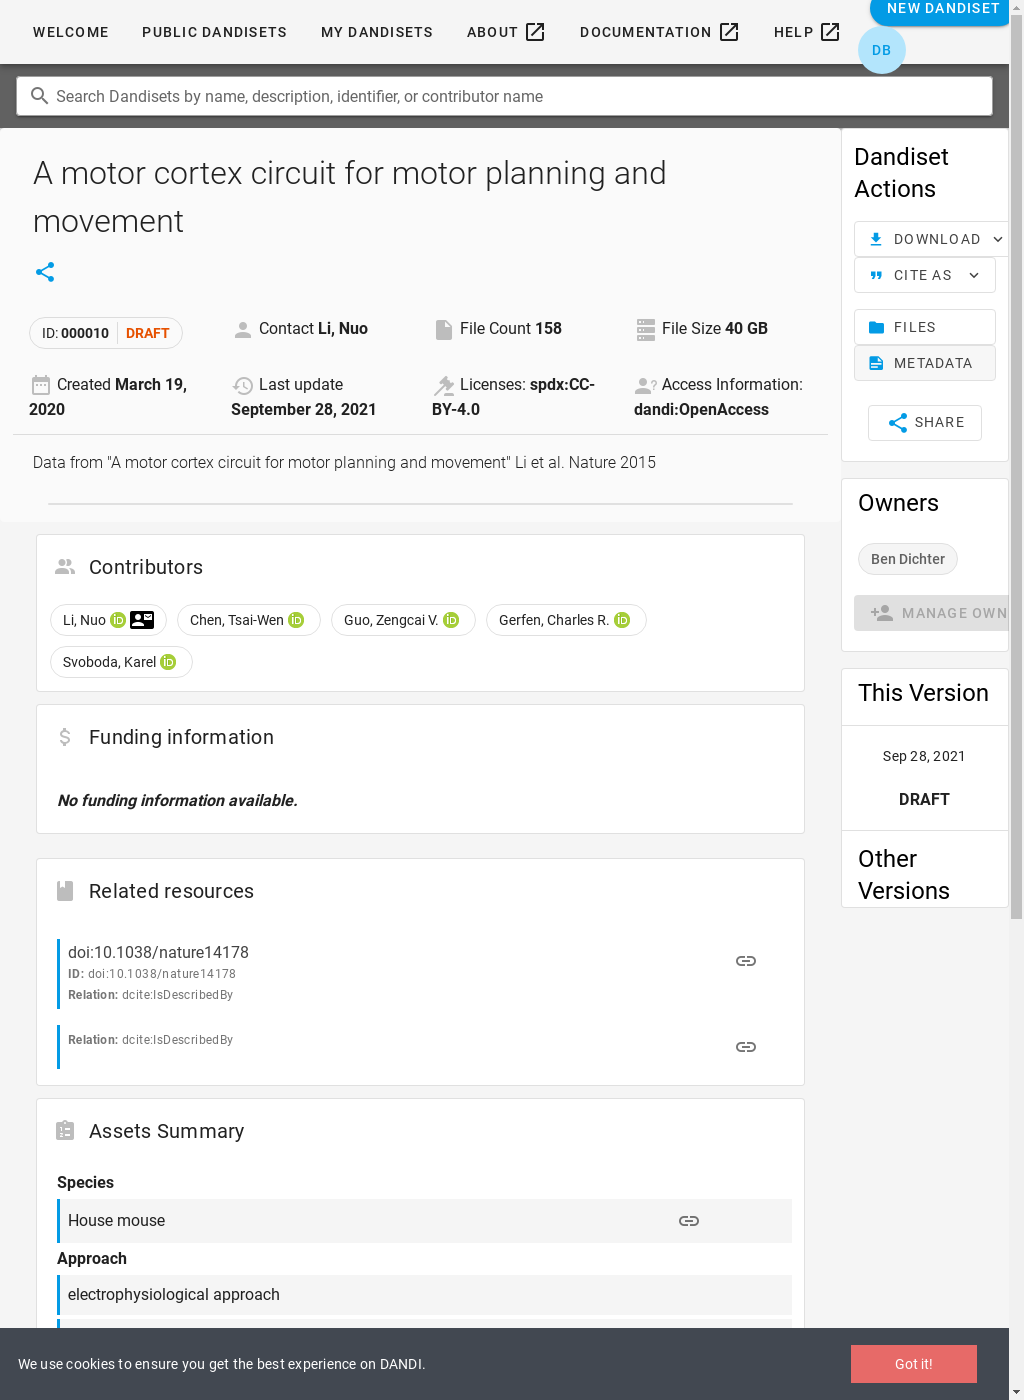 WELCOME PUBLIC DANDISETS MY DANDISETS ABOUT DOCUMENTATION HELP NEW DANDISET
DB
Search Dandisets by name, description, identifier, or contributor name
A motor cortex circuit for motor planning and
movement
ID: 000010 DRAFT
Contact Li, Nuo
File Count 158
File Size 40 GB
Created March 19,
2020
Last update
September 28, 2021
Licenses: spdx:CC-
BY-4.0
Access Information:
dandi:OpenAccess
Data from "A motor cortex circuit for motor planning and movement" Li et al. Nature 2015
Contributors
Li, Nuo iD Chen, Tsai-Wen iD Guo, Zengcai V. iD Gerfen, Charles R. iD
Svoboda, Karel iD
Funding information
No funding information available.
Related resources
doi:10.1038/nature14178
ID: doi:10.1038/nature14178
Relation: dcite:IsDescribedBy
Relation: dcite:IsDescribedBy
Assets Summary
Species
House mouse
Approach
electrophysiological approach
Dandiset
Actions
DOWNLOAD
CITE AS
FILES
METADATA
SHARE
Owners
Ben Dichter
MANAGE OWN
This Version
Sep 28, 2021
DRAFT
Other
Versions
We use cookies to ensure you get the best experience on DANDI.
Got it!